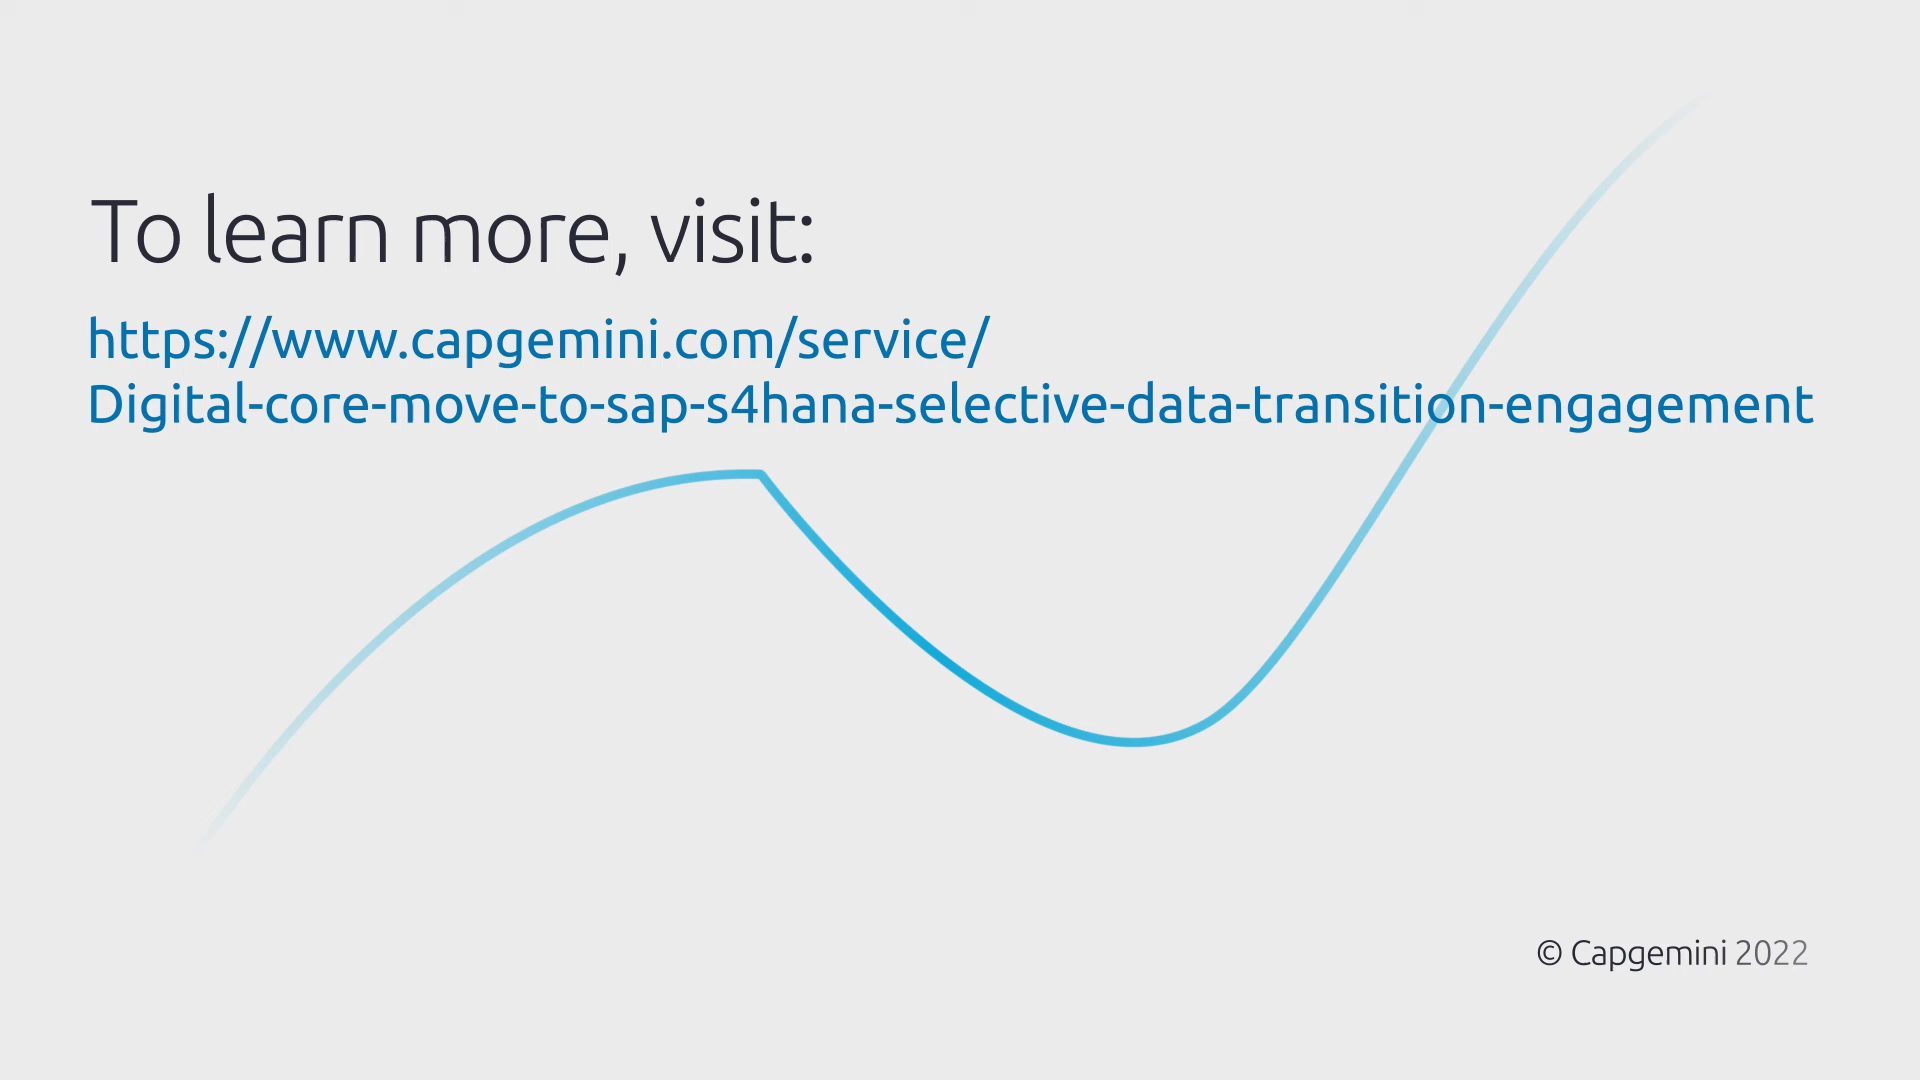 To learn more, visit:
https://www.capgemini.com/service/
Digital-core-move-to-sap-s4hana-selective-data-transition-engagement
© Capgemini 2022